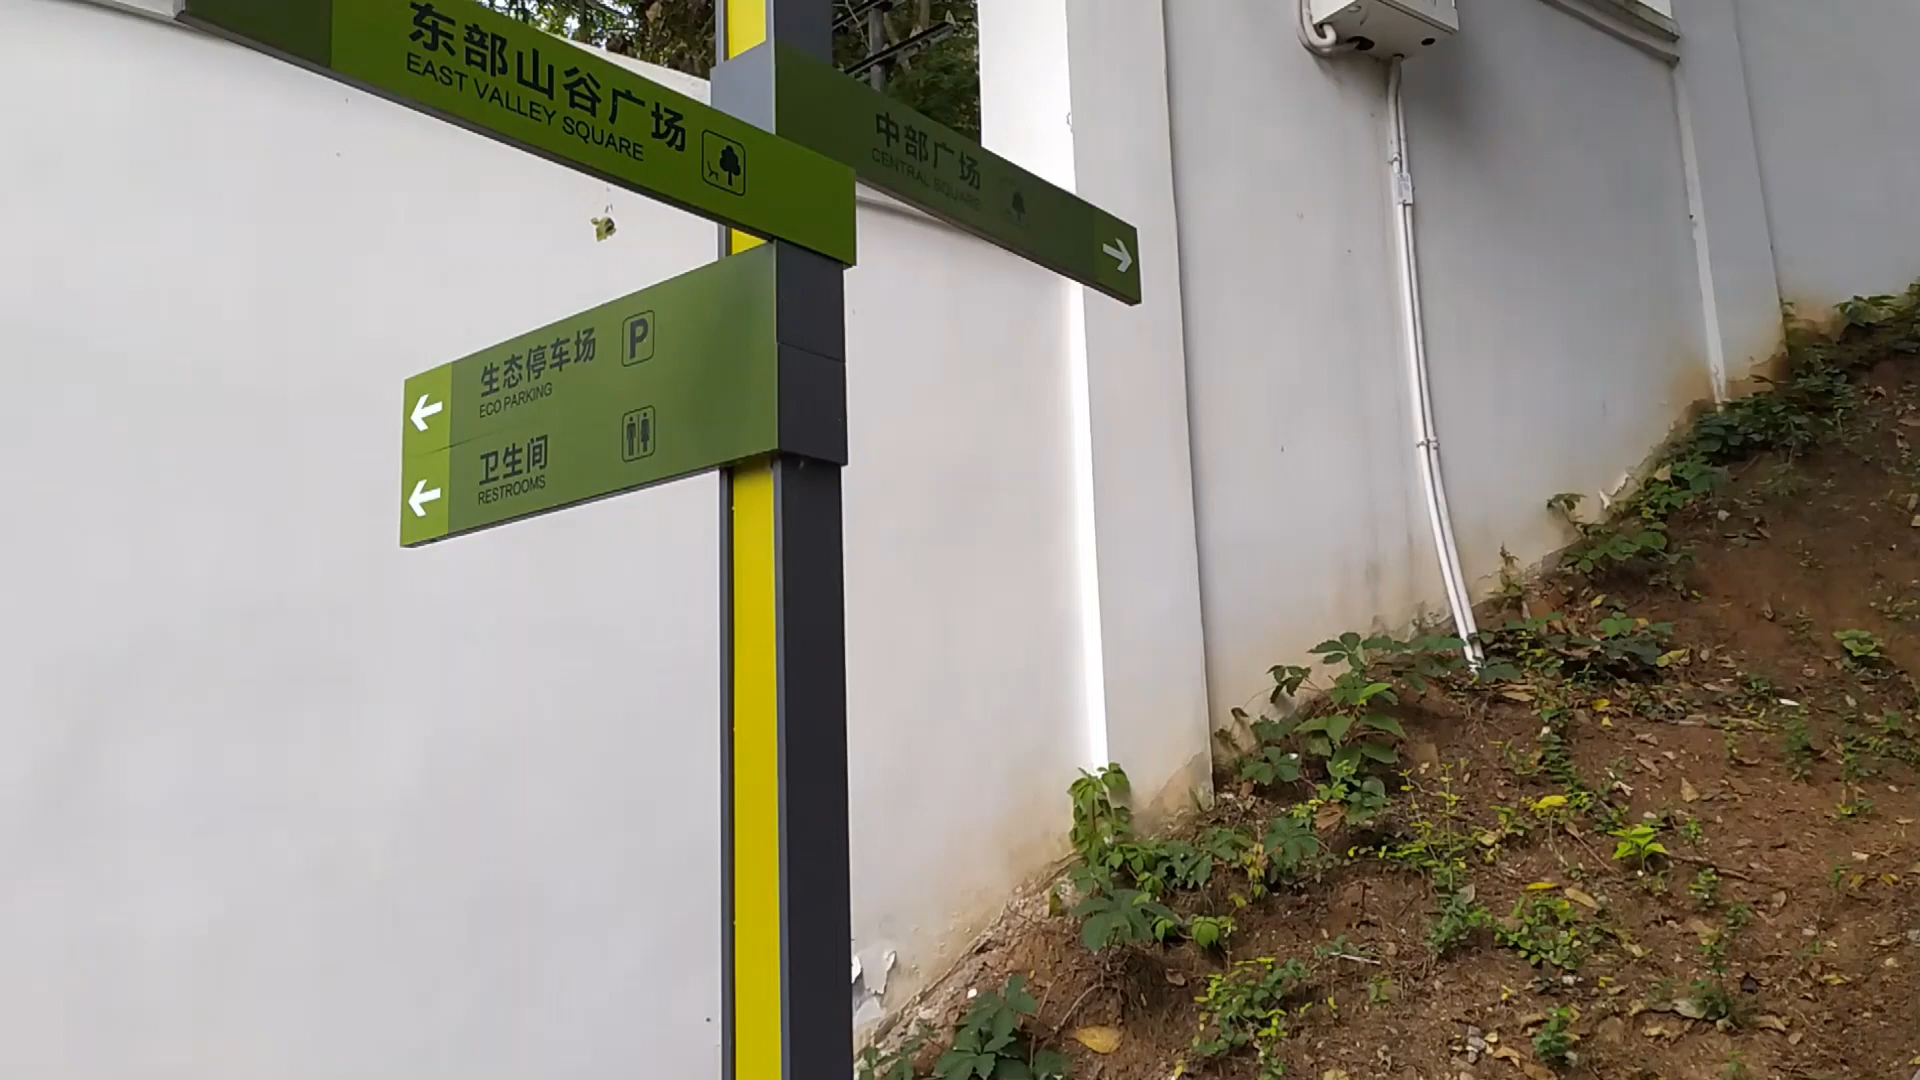 东部山谷广场
EAST VALLEY SQUARE
中部广场
CENTRAL SQUARE
生态停车场
P
ECO PARKING
卫生间
RESTROOMS